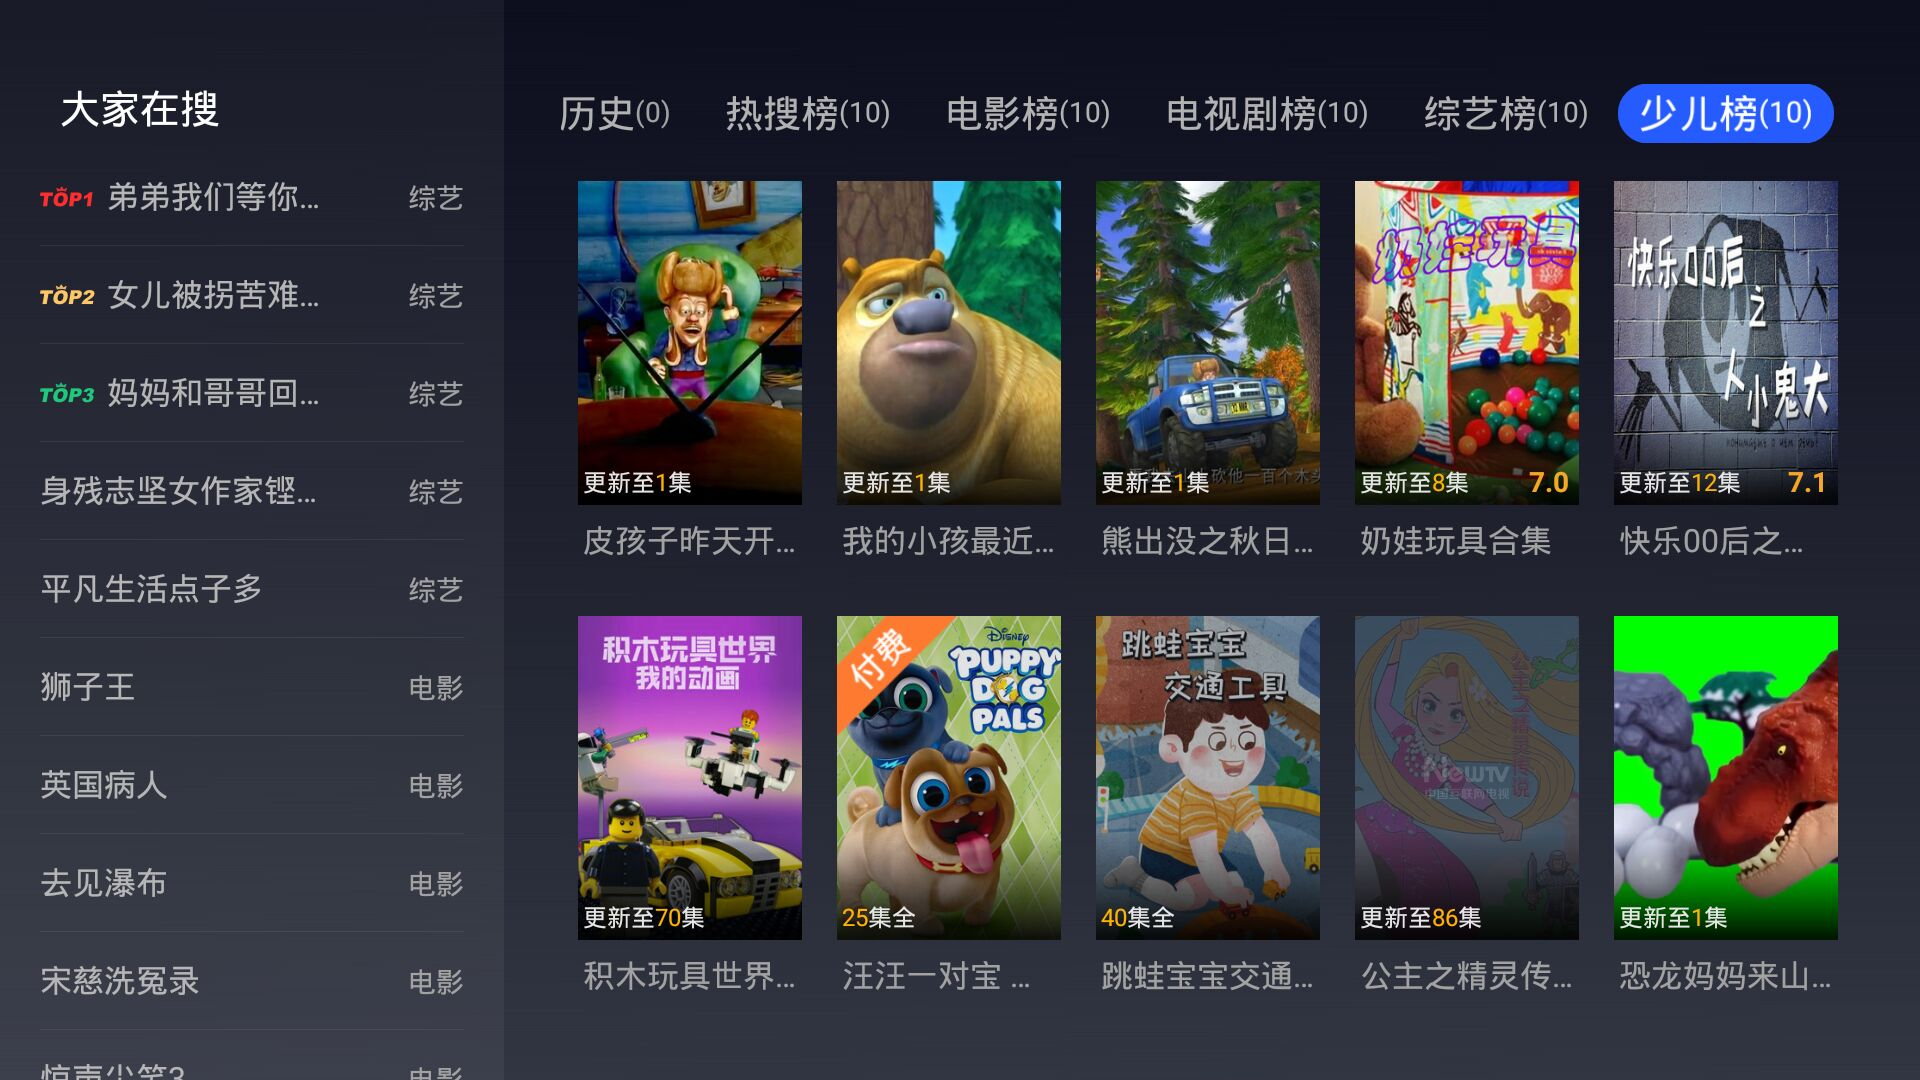 大家在搜
TOP1 弟弟我们等你... 综艺
TOP2 女儿被拐苦难... 综艺
TOP3 妈妈和哥哥回... 综艺
身残志坚女作家铿... 综艺
平凡生活点子多 综艺
狮子王 电影
英国病人 电影
去见瀑布 电影
宋慈洗冤录 电影
惊声尖笑3 电影
历史(0) 热搜榜(10) 电影榜(10) 电视剧榜(10) 综艺榜(10) 少儿榜(10)
更新至1集
皮孩子昨天开...
更新至1集
我的小孩最近...
更新至1集
熊出没之秋日...
奶娃玩具
更新至8集 7.0
奶娃玩具合集
快乐00后
之
人小鬼大
更新至12集 7.1
快乐00后之...
积木玩具世界
我的动画
更新至70集
积木玩具世界...
付费
Disney
PUPPY
DOG
PALS
25集全
汪汪一对宝 ...
跳蛙宝宝
交通工具
40集全
跳蛙宝宝交通...
NewTV
中国互联网电视
更新至86集
公主之精灵传...
更新至1集
恐龙妈妈来山...